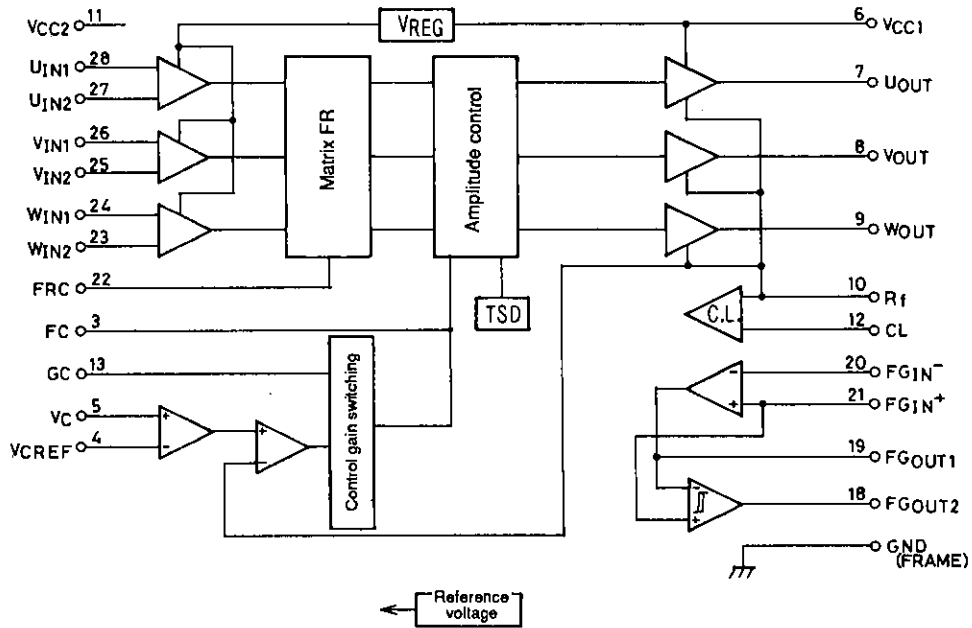 VCC2 11
UIN1 28
UIN2 27
VIN1 26
VIN2 25
WIN1 24
WIN2 23
FRC 22
FC 3
GC 13
VC 5
VCREF 4
VREG
Matrix FR
Amplitude control
TSD
Control gain switching
+
-
+
-
6 VCC1
7 UOUT
8 VOUT
9 WOUT
10 Rf
C.L.
12 CL
-
20 FGIN-
+
21 FGIN+
19 FGOUT1
-
+
18 FGOUT2
GND
(FRAME)
Reference
voltage